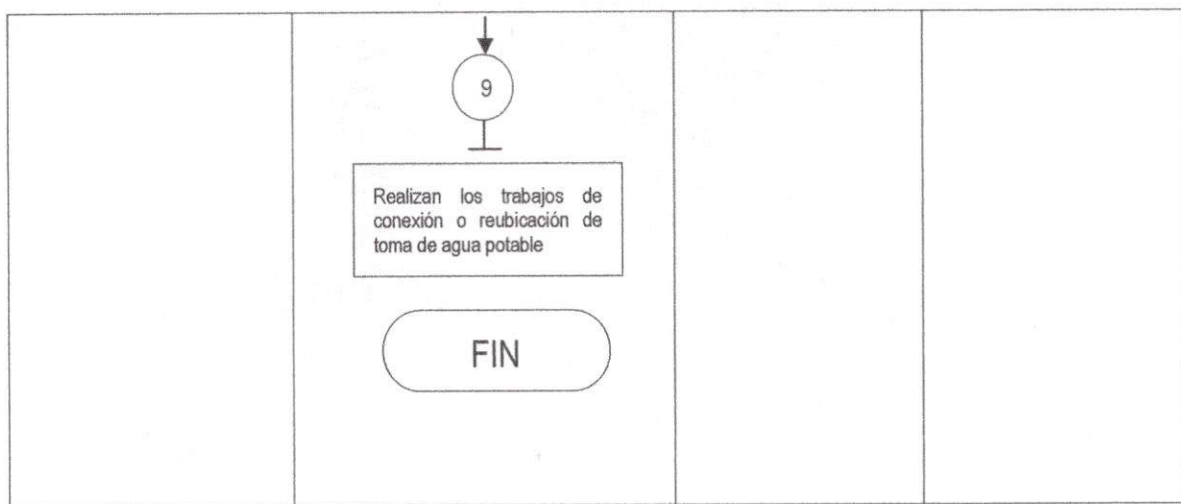 9
Realizan los trabajos de
conexión o reubicación de
toma de agua potable
FIN